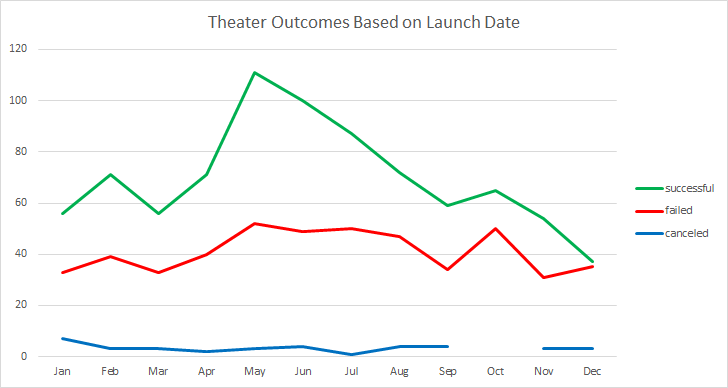 Theater Outcomes Based on Launch Date
120
100
80
60
40
20
0
Jan Feb Mar Apr May Jun Jul Aug Sep Oct Nov Dec
successful
failed
canceled